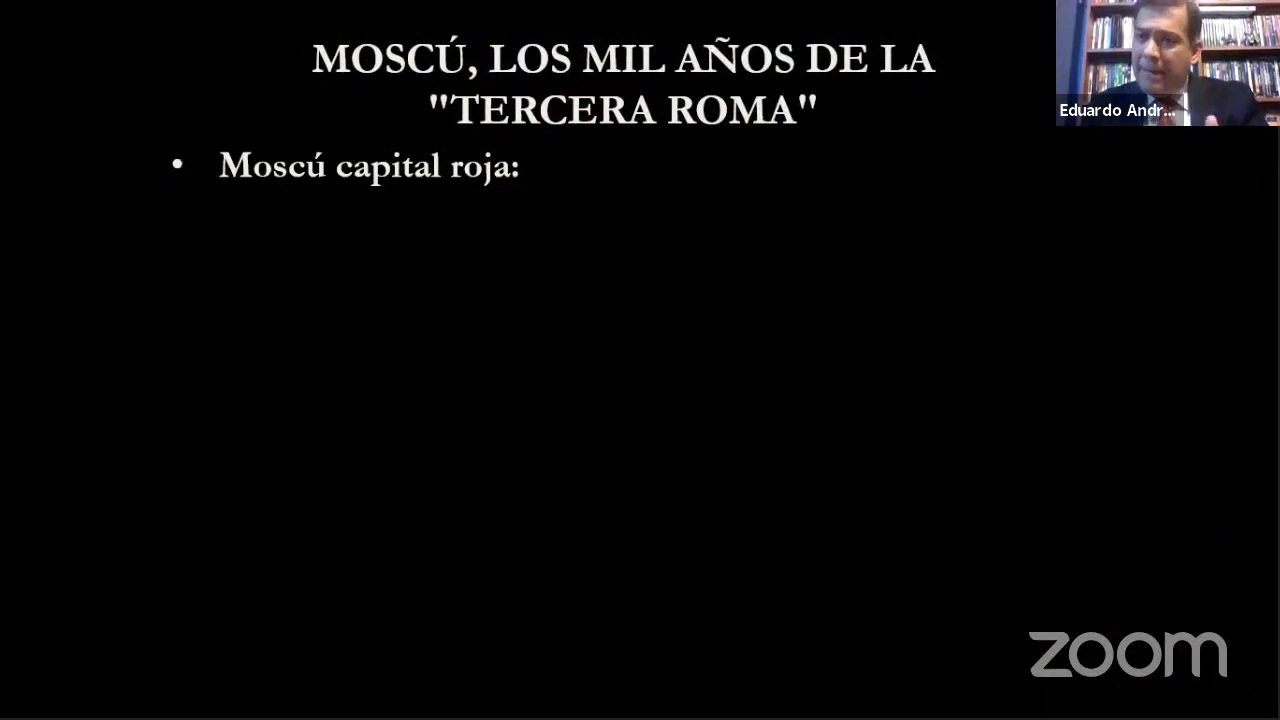 MOSCÚ, LOS MIL AÑOS DE LA
"TERCERA ROMA"
• Moscú capital roja:
Eduardo Andr...
zoom